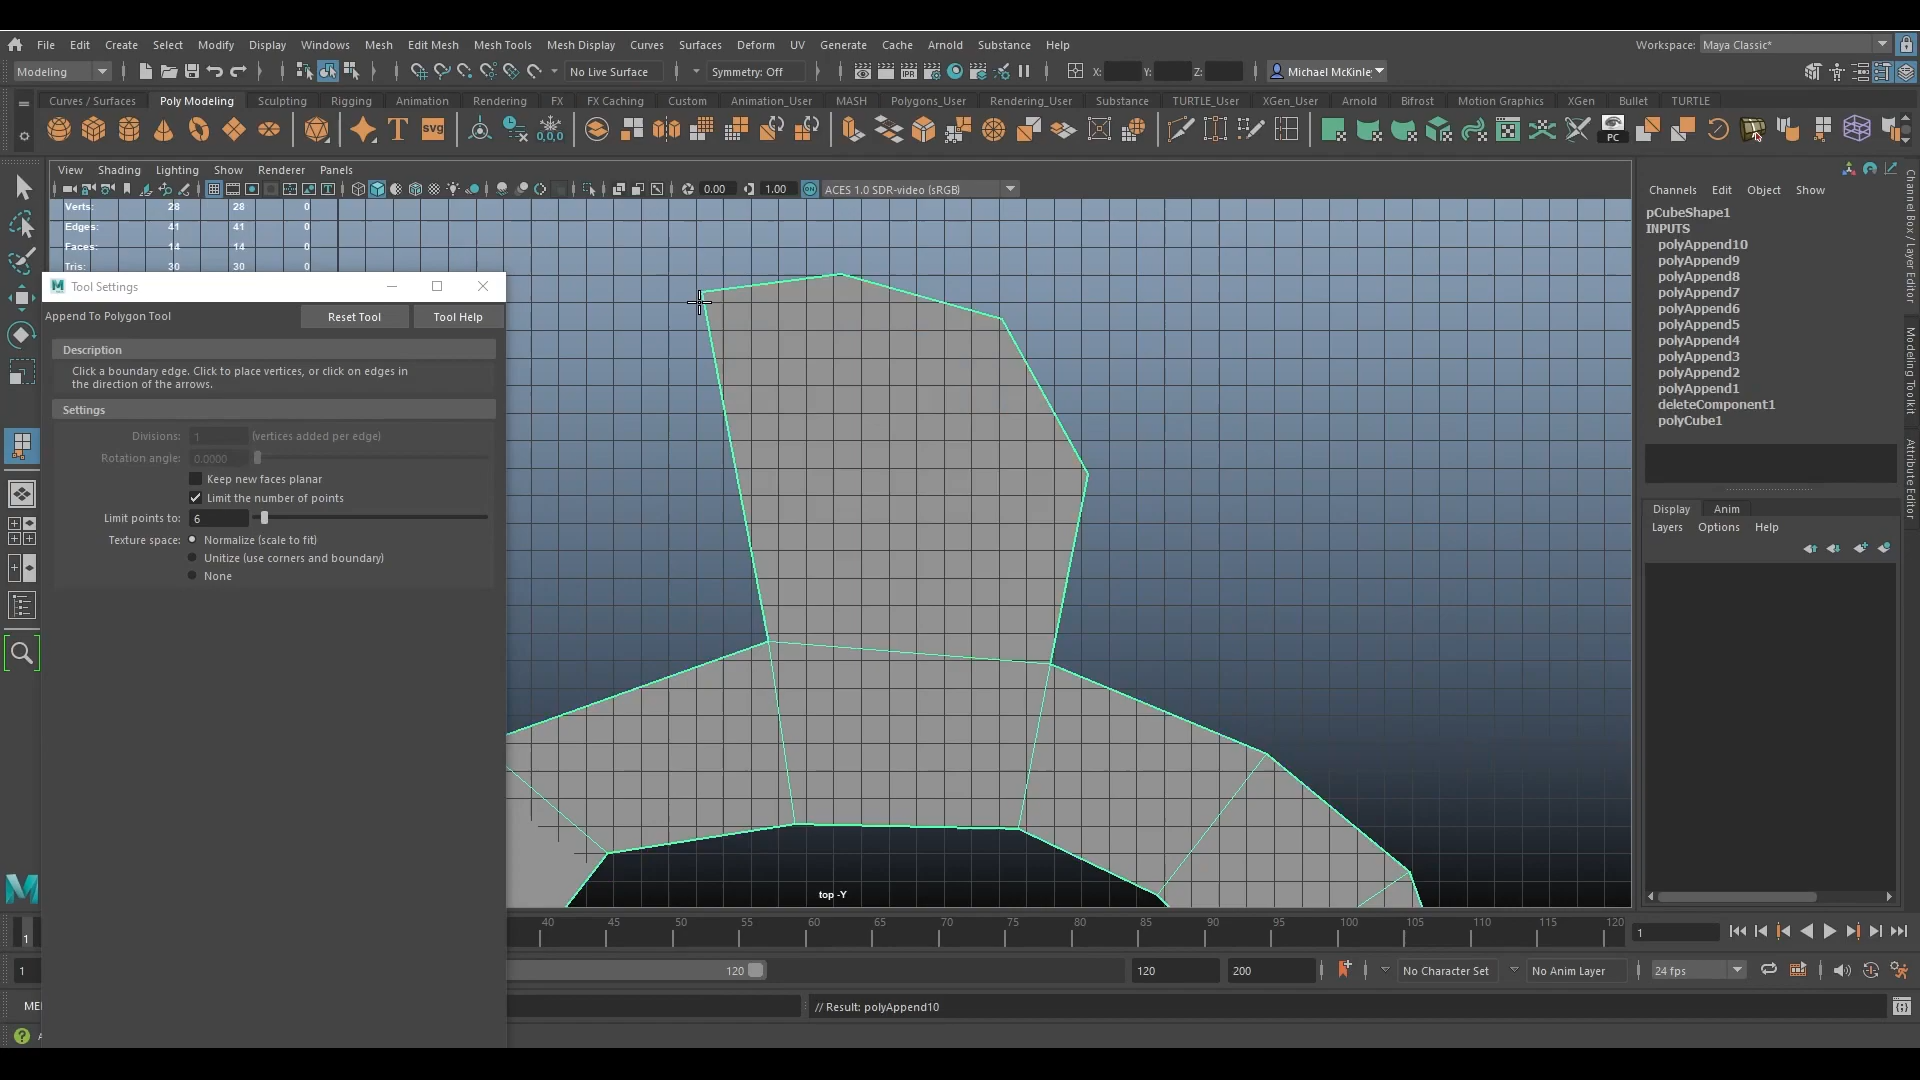 File Edit Create Select Modify Display Windows Mesh Edit Mesh Mesh Tools Mesh Display Curves Surfaces Deform UV Generate Cache Arnold Substance Help
Workspace: Maya Classic*
Modeling No Live Surface Symmetry: Off X: Y: Z: Michael McKinle
Curves / Surfaces Poly Modeling Sculpting Rigging Animation Rendering FX FX Caching Custom Animation_User MASH Polygons_User Rendering_User Substance TURTLE_User XGen_User Arnold Bifrost Motion Graphics XGen Bullet TURTLE
View Shading Lighting Show Renderer Panels
0.00 1.00 ACES 1.0 SDR-video (sRGB)
Verts: 28 28 0
Edges: 41 41 0
Faces: 14 14 0
Tris: 30 30 0
Tool Settings
Append To Polygon Tool Reset Tool Tool Help
Description
Click a boundary edge. Click to place vertices, or click on edges in
the direction of the arrows.
Settings
Divisions: 1 (vertices added per edge)
Rotation angle: 0.0000
Keep new faces planar
Limit the number of points
Limit points to: 6
Texture space: Normalize (scale to fit)
Unitize (use corners and boundary)
None
top -Y
Channels Edit Object Show
pCubeShape1
INPUTS
polyAppend10
polyAppend9
polyAppend8
polyAppend7
polyAppend6
polyAppend5
polyAppend4
polyAppend3
polyAppend2
polyAppend1
deleteComponent1
polyCube1
Display Anim
Layers Options Help
Channel Box / Layer Editor
Modeling Toolkit
Attribute Editor
1 40 45 50 55 60 65 70 75 80 85 90 95 100 105 110 115 120 1
1 120 120 200 No Character Set No Anim Layer 24 fps
MEL // Result: polyAppend10